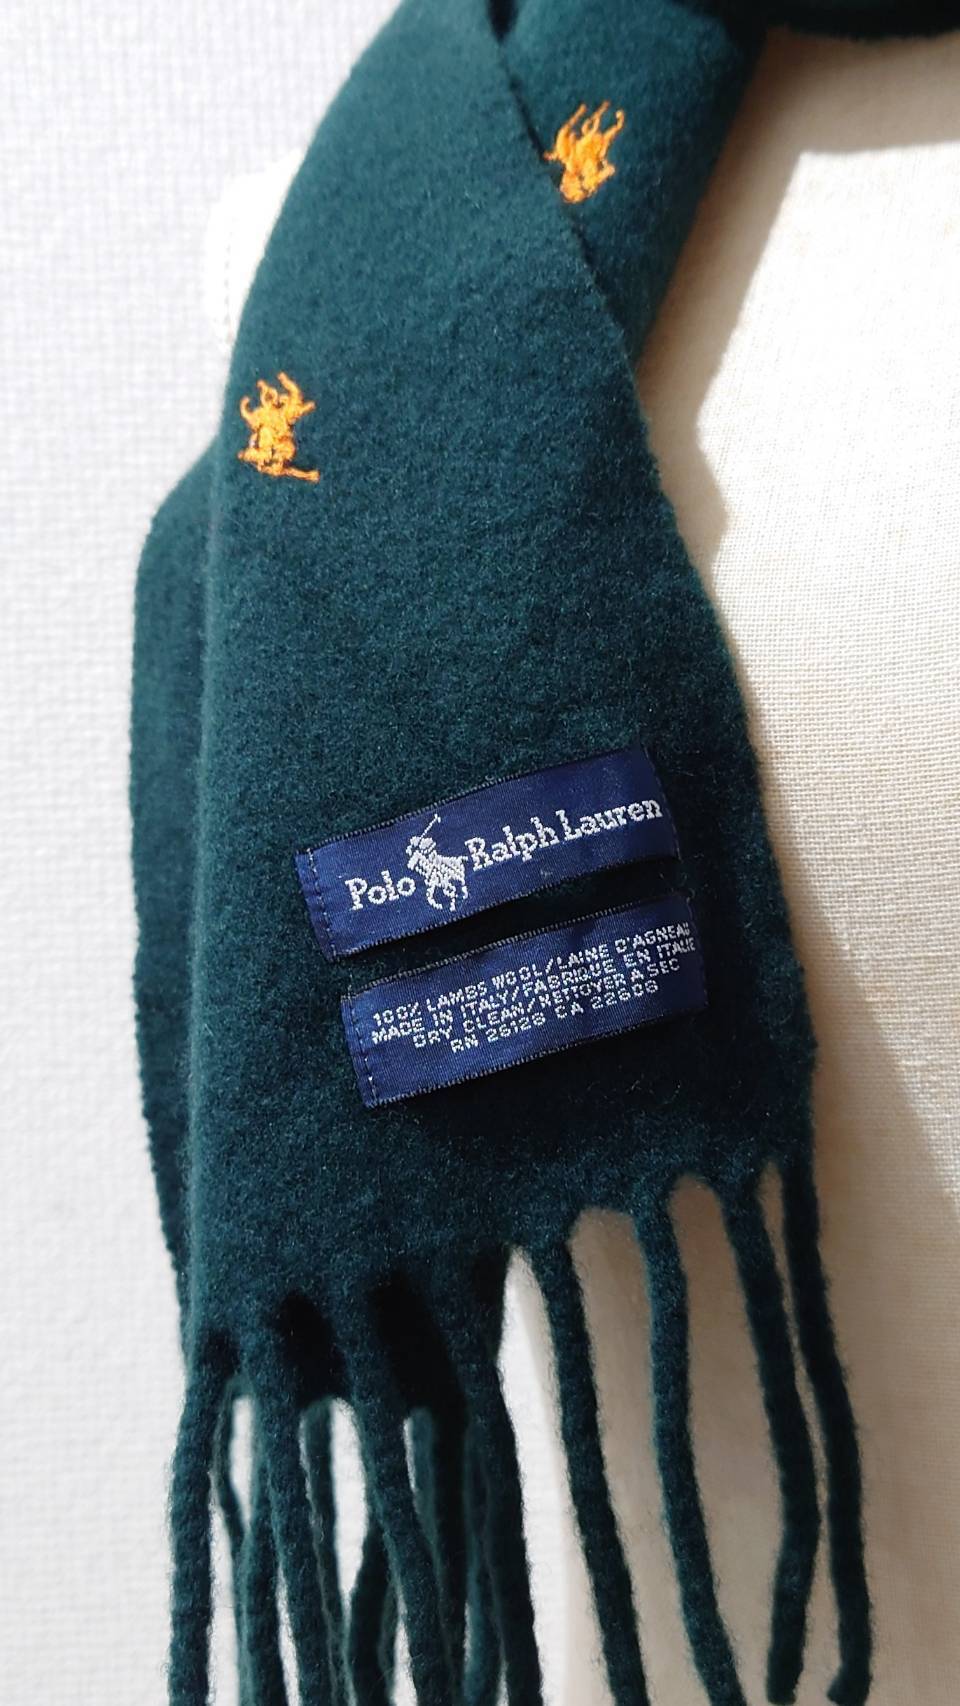 Polo Ralph Lauren
100% LAMBS WOOL/LAINE D'AGNEAU
MADE IN ITALY/FABRIQUE EN ITALIE
DRY CLEAN/NETTOYER A SEC
RN 26126 CA 22606